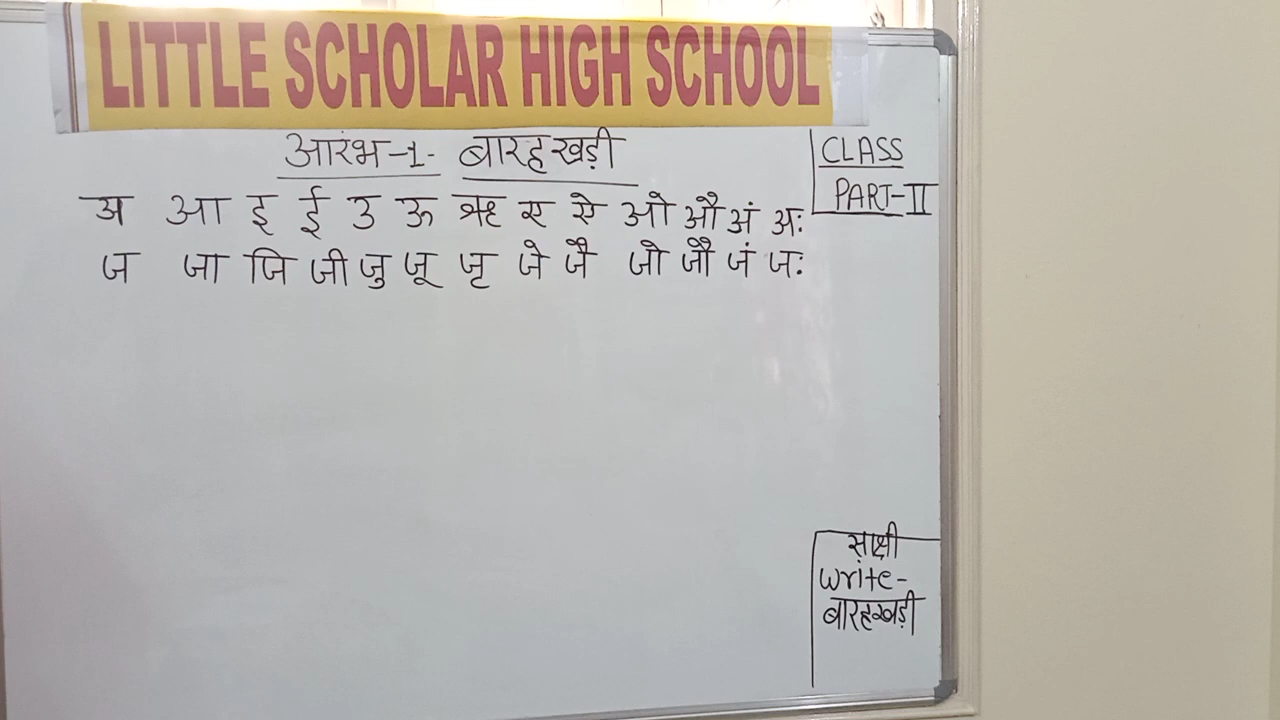 LITTLE SCHOLAR HIGH SCHOOL
आरंभ-1- बारहखड़ी
CLASS
PART-II
अ आ इ ई उ ऊ ऋ ए ऐ ओ औ अं अः
ज जा जि जी जु जू जृ जे जै जो जौ जं जः
साक्षी
write-
बारहखड़ी